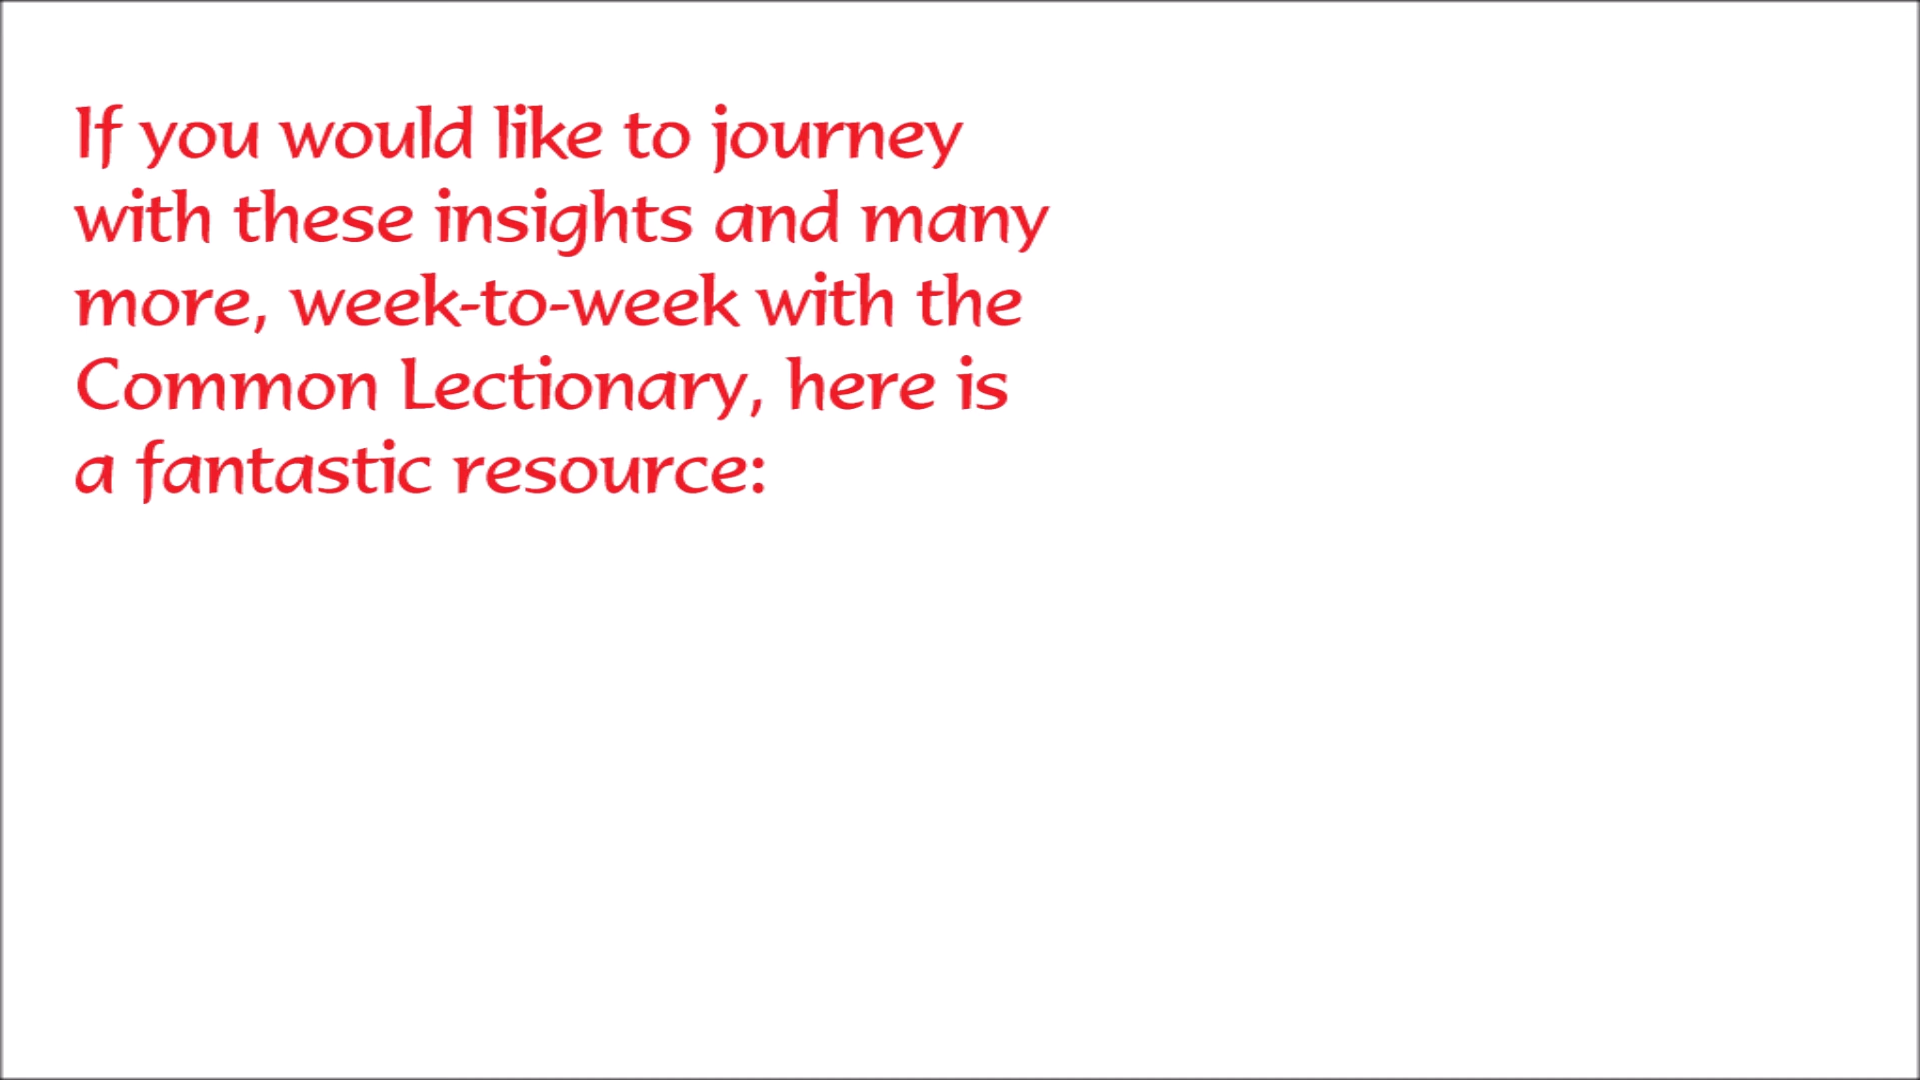 If you would like to journey
with these insights and many
more, week-to-week with the
Common Lectionary, here is
a fantastic resource: